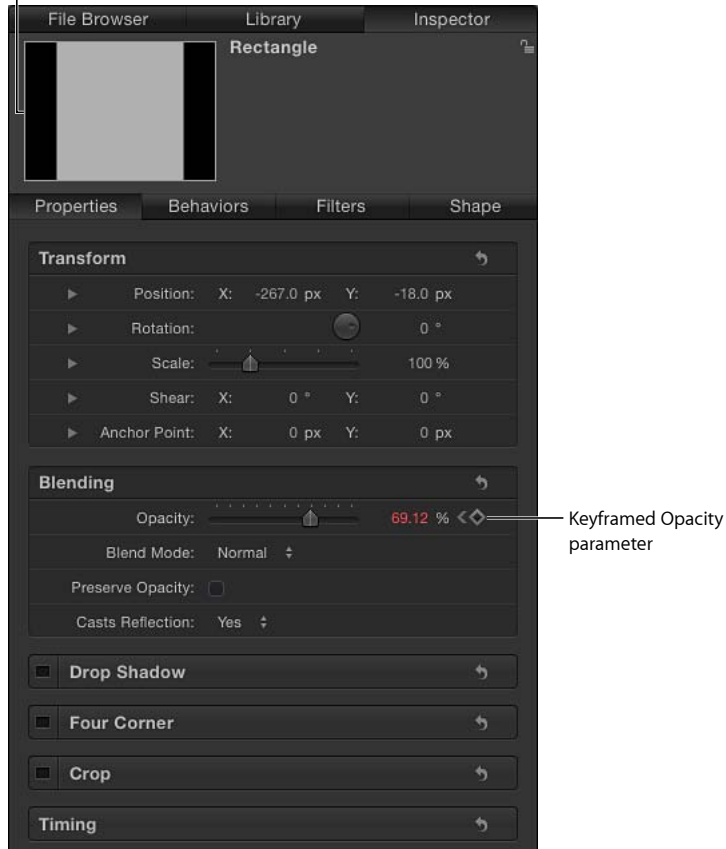 File Browser Library Inspector
Rectangle
Properties Behaviors Filters Shape
Transform
Position: X: -267.0 px Y: -18.0 px
Rotation: 0 °
Scale: 100 %
Shear: X: 0 ° Y: 0 °
Anchor Point: X: 0 px Y: 0 px
Blending
Opacity: 69.12 %
Keyframed Opacity
parameter
Blend Mode: Normal
Preserve Opacity:
Casts Reflection: Yes
Drop Shadow
Four Corner
Crop
Timing